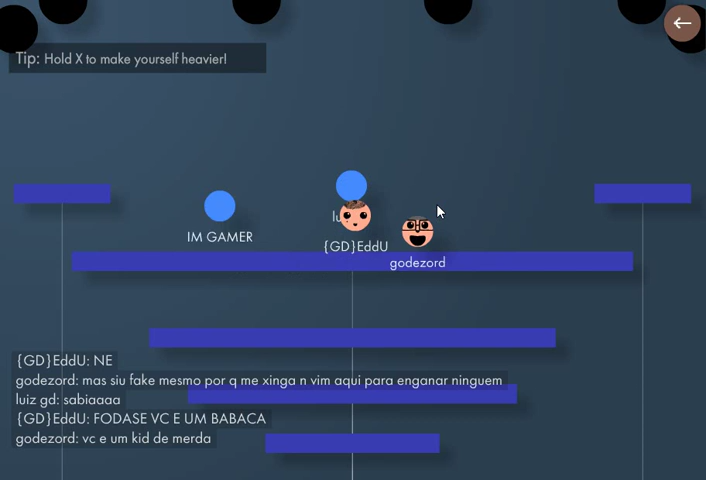 Tip: Hold X to make yourself heavier!
IM GAMER
{GD}EddU
godezord
{GD}EddU: NE
godezord: mas siu fake mesmo por q me xinga n vim aqui para enganar ninguem
luiz gd: sabiaaaa
{GD}EddU: FODASE VC E UM BABACA
godezord: vc e um kid de merda